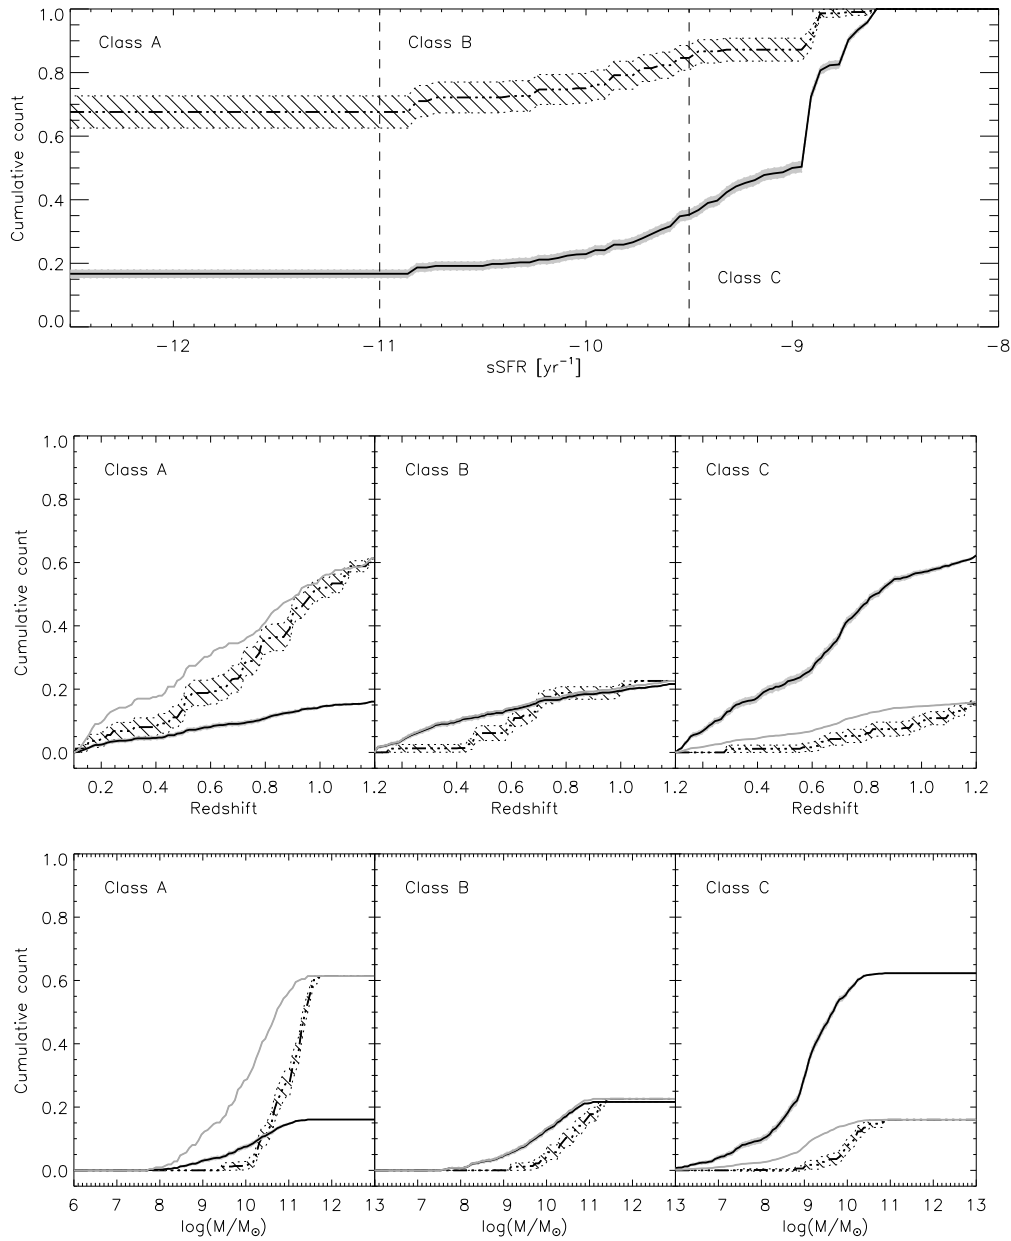 Class A
Class B
Class C
1.0
0.8
0.6
0.4
0.2
0.0
Cumulative count
−12
−11
−10
−9
−8
sSFR [yr⁻¹]
Class A
Class B
Class C
1.0
0.8
0.6
0.4
0.2
0.0
Cumulative count
0.2 0.4 0.6 0.8 1.0 1.2
0.4 0.6 0.8 1.0 1.2
0.4 0.6 0.8 1.0 1.2
Redshift
Redshift
Redshift
Class A
Class B
Class C
1.0
0.8
0.6
0.4
0.2
0.0
Cumulative count
6 7 8 9 10 11 12 13
7 8 9 10 11 12 13
7 8 9 10 11 12 13
log(M/M⊙)
log(M/M⊙)
log(M/M⊙)